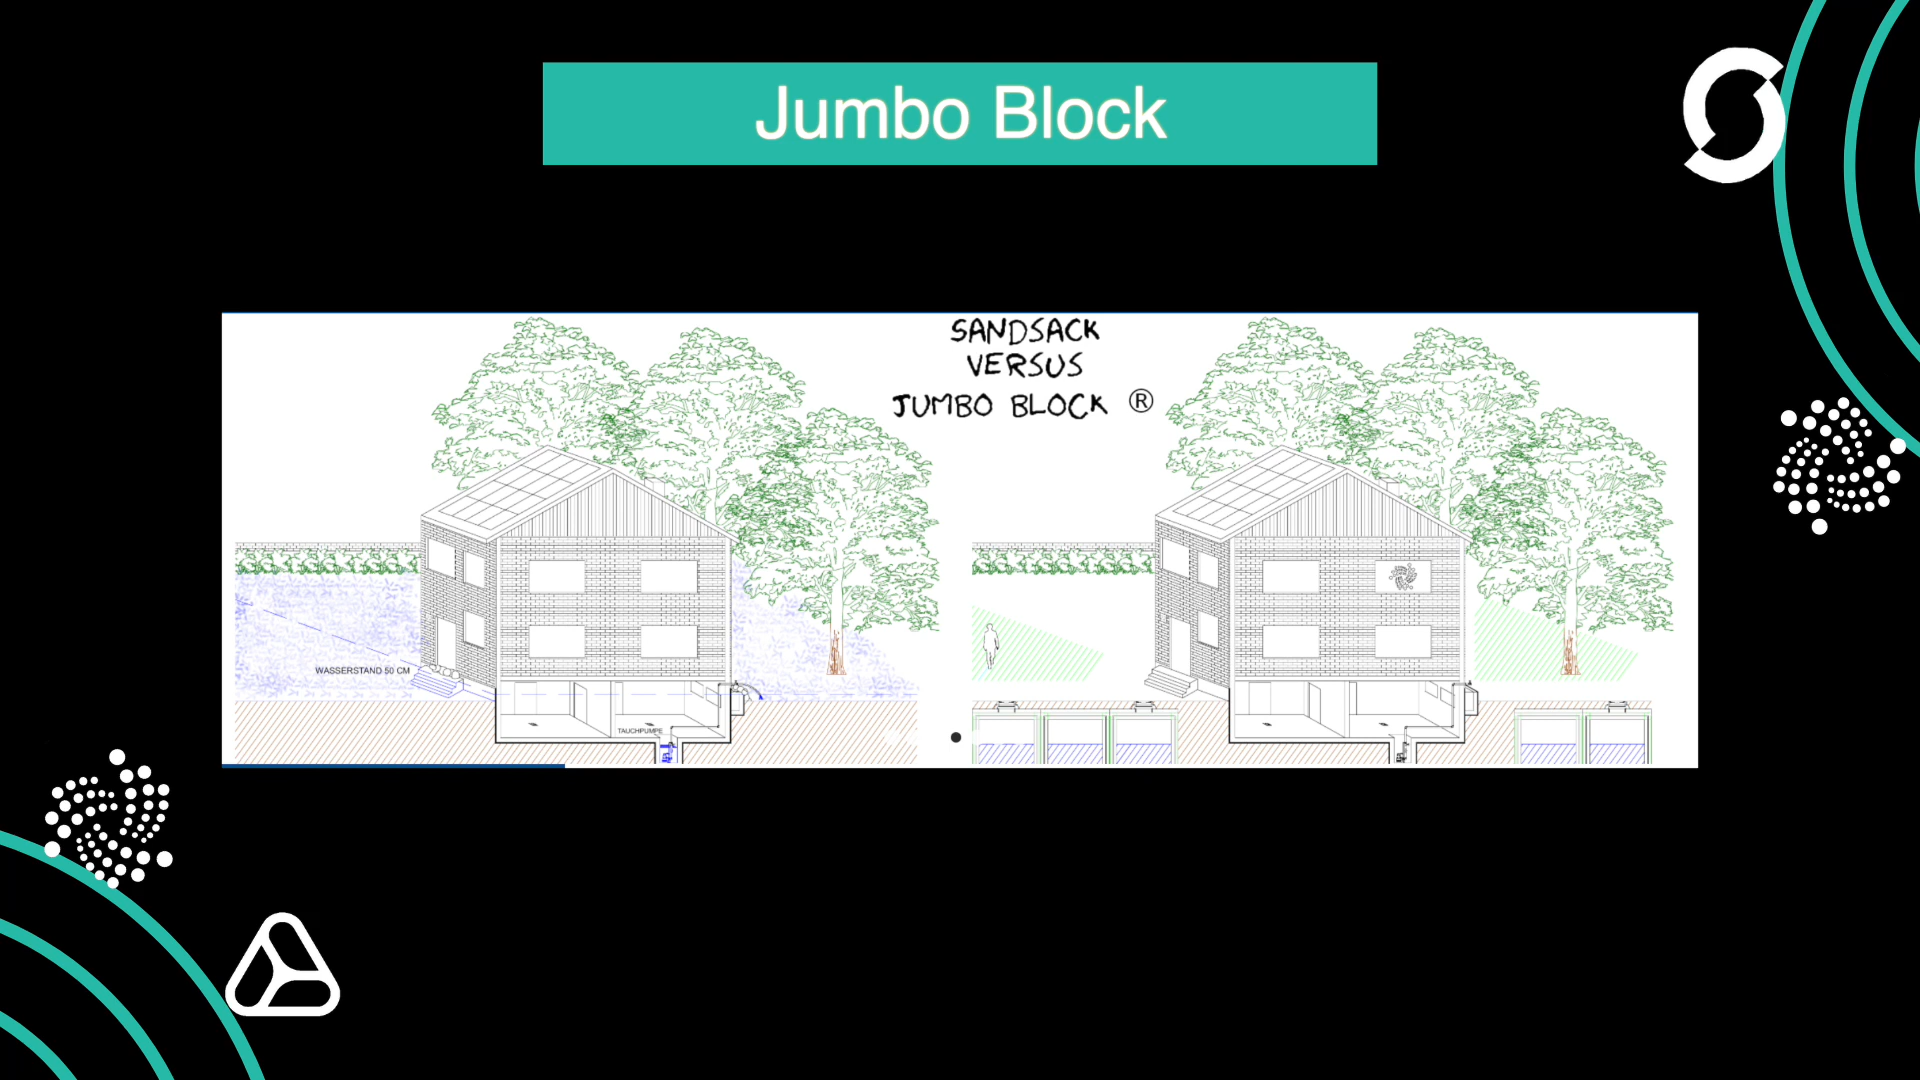 Jumbo Block
SANDSACK
VERSUS
JUMBO BLOCK ®
WASSERSTAND 50 CM
TAUCHPUMPE